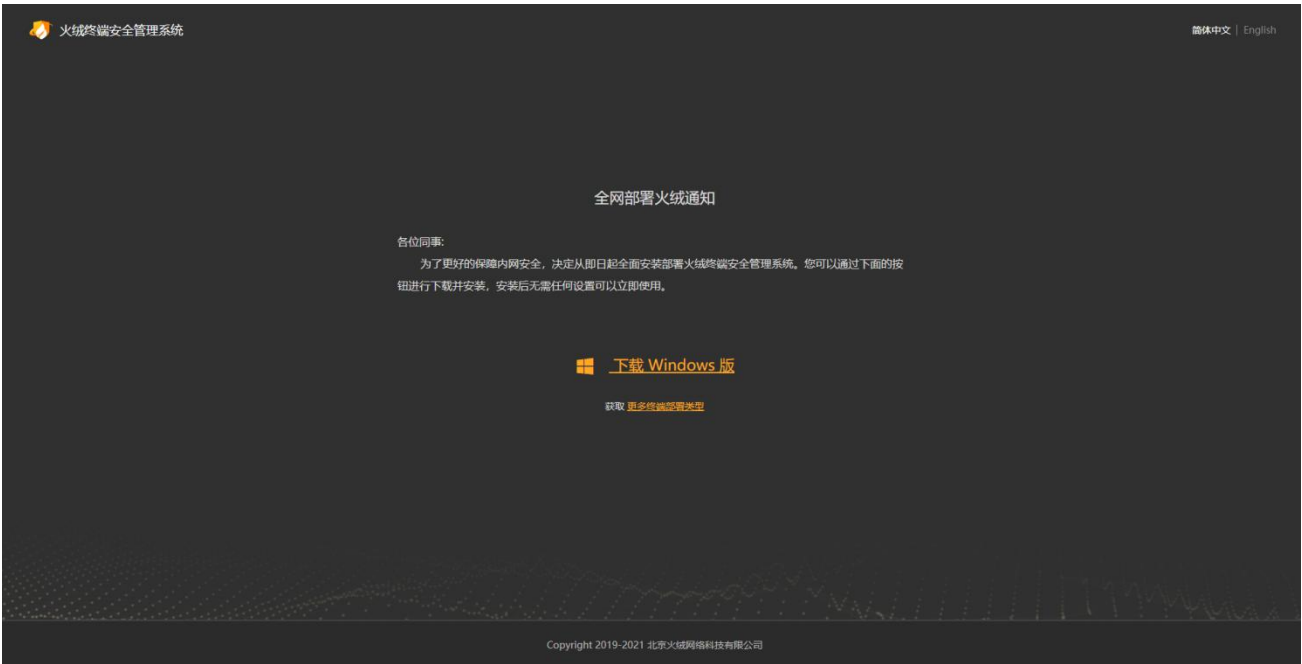 火绒终端安全管理系统
简体中文 | English
全网部署火绒通知
各位同事:
为了更好的保障内网安全，决定从即日起全面安装部署火绒终端安全管理系统。您可以通过下面的按
钮进行下载并安装，安装后无需任何设置可以立即使用。
下载 Windows 版
获取 更多终端部署类型
Copyright 2019-2021 北京火绒网络科技有限公司